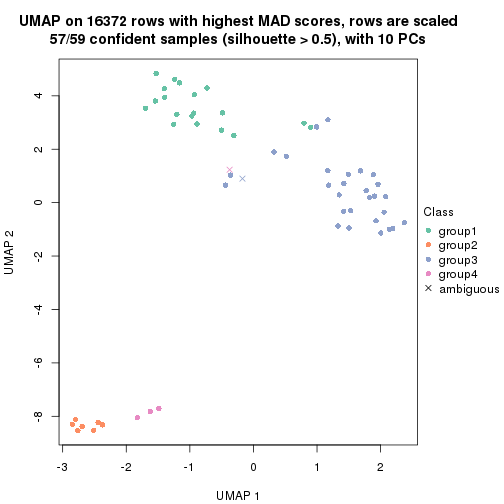 UMAP on 16372 rows with highest MAD scores, rows are scaled
57/59 confident samples (silhouette > 0.5), with 10 PCs
4
2
0
-2
-4
-6
-8
UMAP 2
-3 -2 -1 0 1 2
UMAP 1
Class
group1
group2
group3
group4
ambiguous